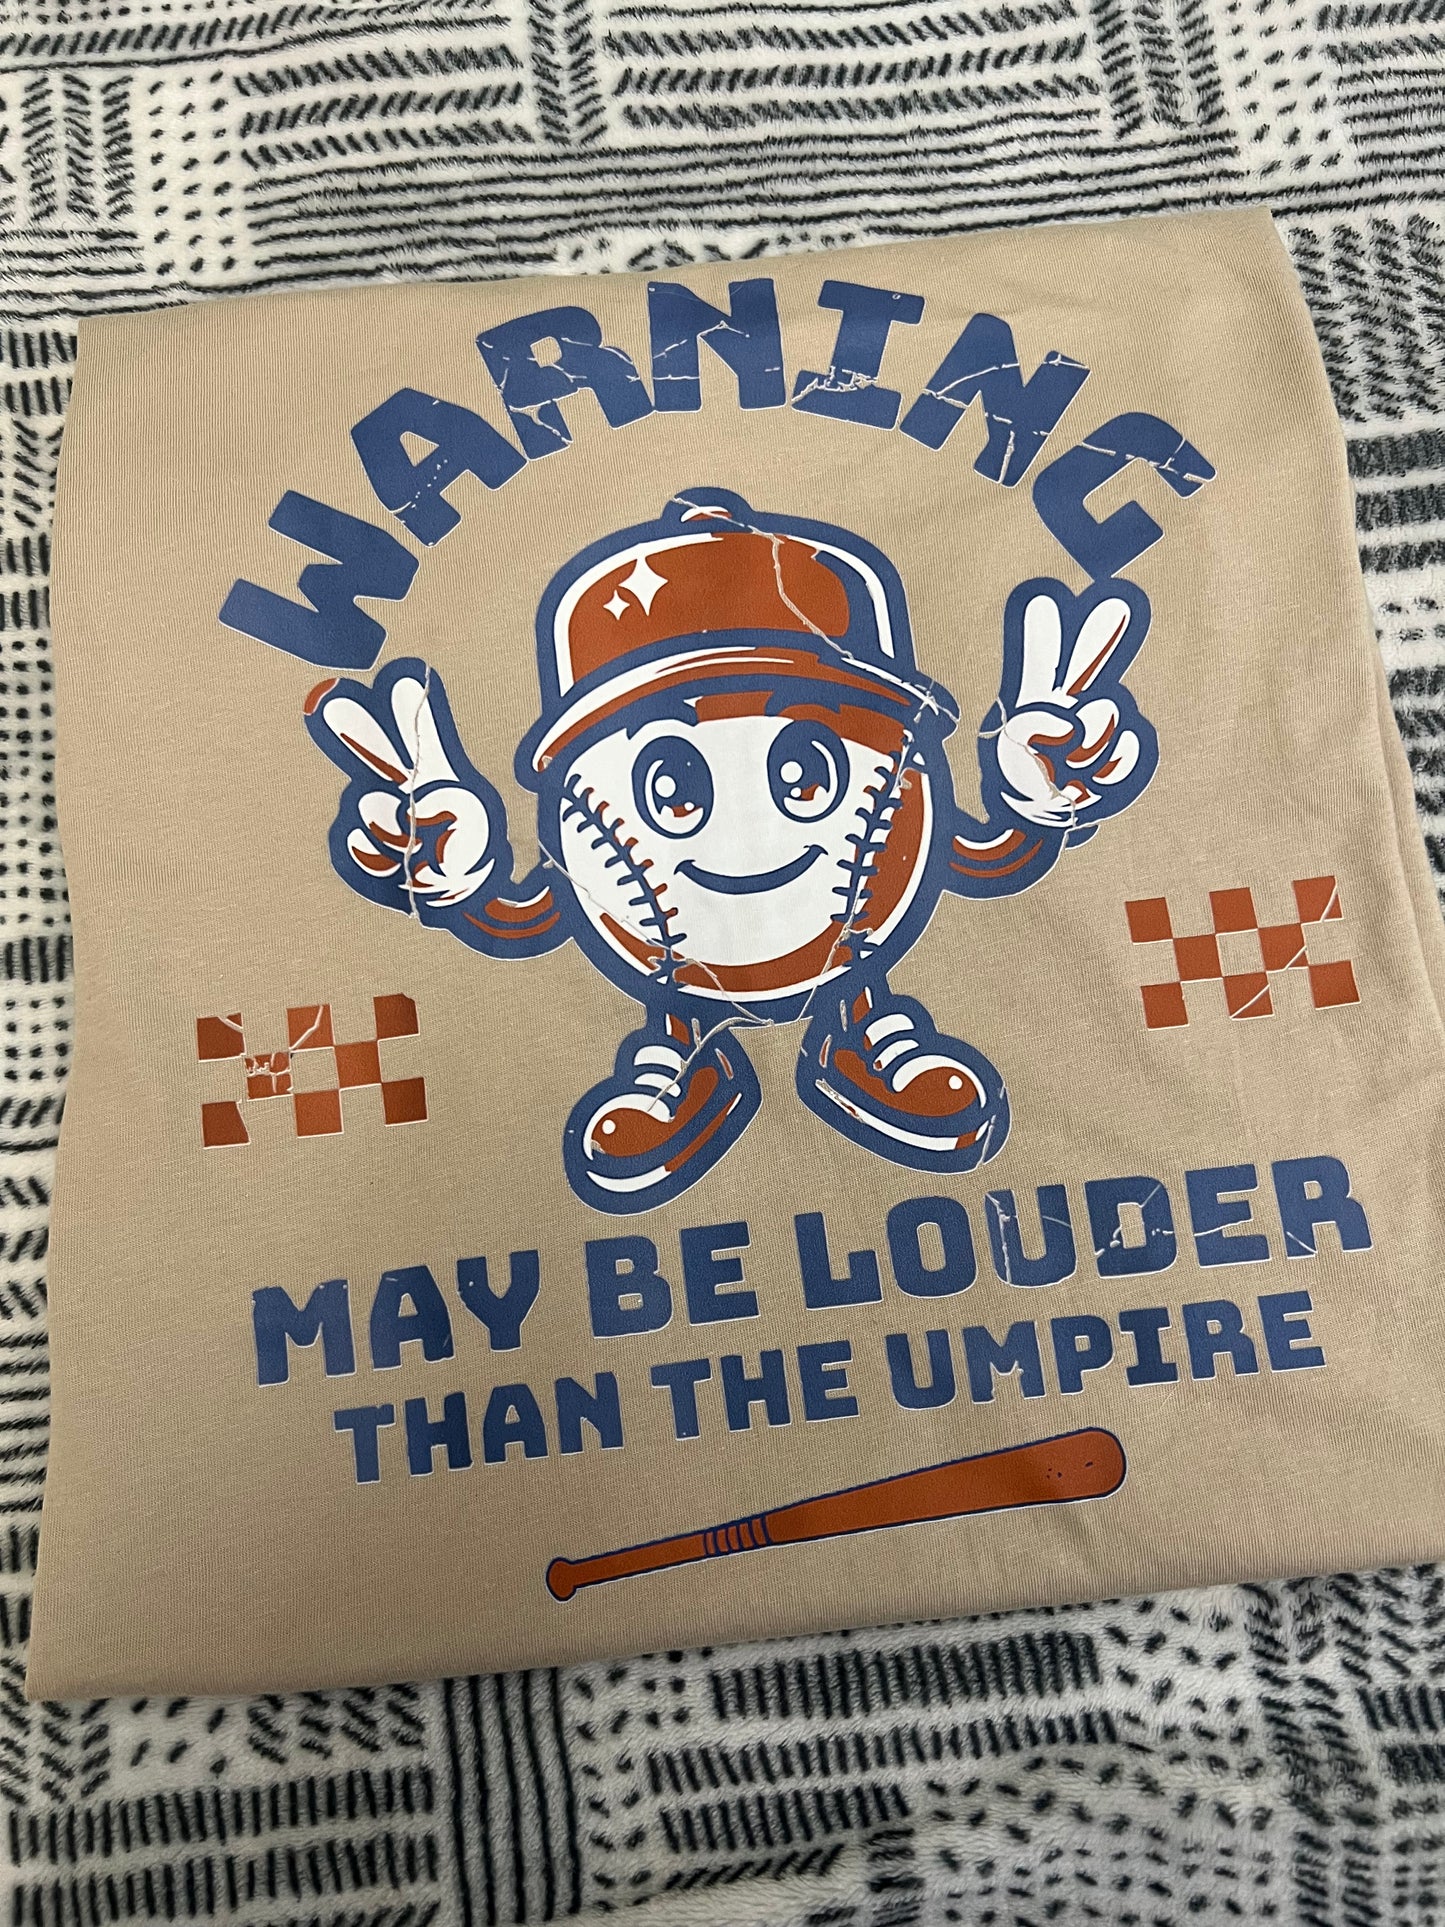 WARNING
MAY BE LOUDER
THAN THE UMPIRE